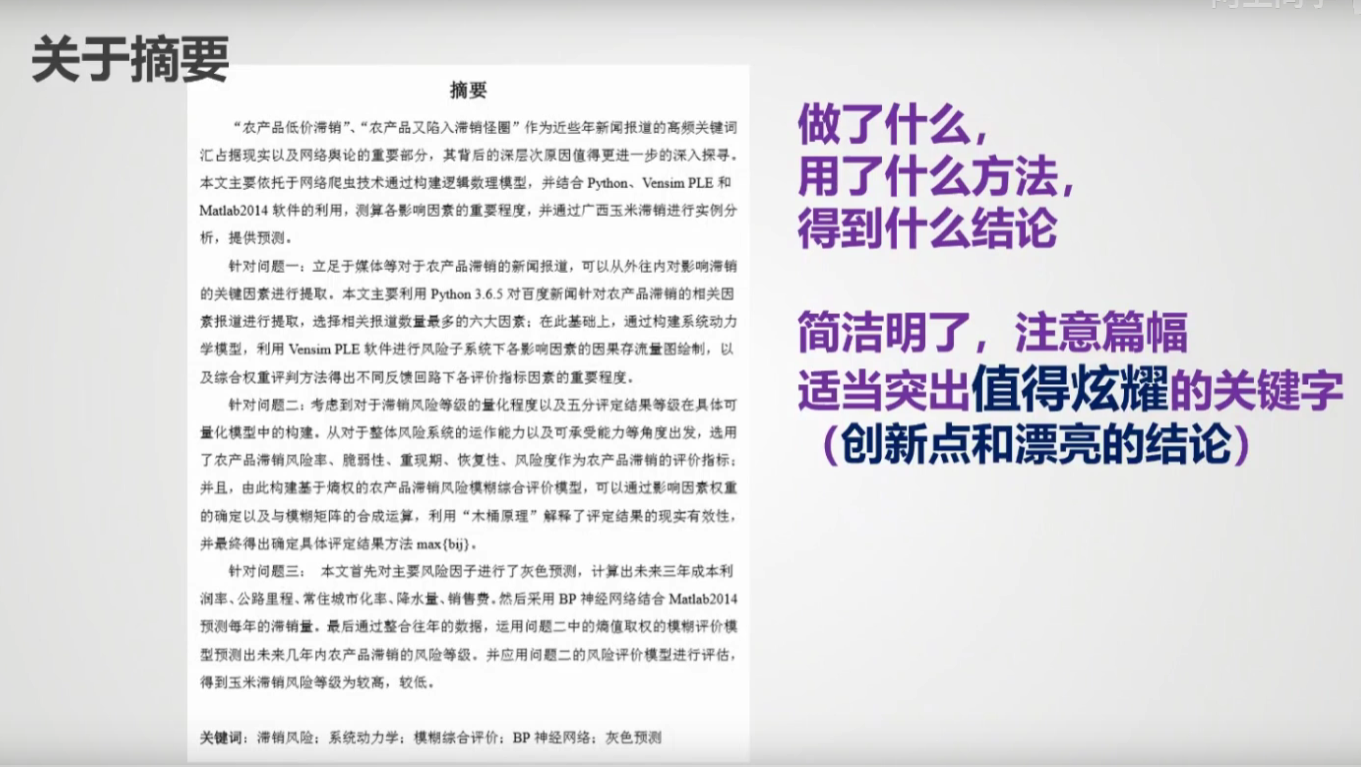 关于摘要
摘要
“农产品低价滞销”、“农产品又陷入滞销怪圈”作为近些年新闻报道的高频关键词
汇占据现实以及网络舆论的重要部分，其背后的深层次原因值得更进一步的深入探寻。
本文主要依托于网络爬虫技术通过构建逻辑数理模型，并结合 Python、Vensim PLE 和
Matlab2014 软件的利用，测算各影响因素的重要程度，并通过广西玉米滞销进行实例分
析，提供预测。
针对问题一：立足于媒体等对于农产品滞销的新闻报道，可以从外往内对影响滞销
的关键因素进行提取。本文主要利用 Python 3.6.5 对百度新闻针对农产品滞销的相关因
素报道进行提取，选择相关报道数量最多的六大因素；在此基础上，通过构建系统动力
学模型，利用 Vensim PLE 软件进行风险子系统下各影响因素的因果存流量图绘制，以
及综合权重评判方法得出不同反馈回路下各评价指标因素的重要程度。
针对问题二：考虑到对于滞销风险等级的量化程度以及五分评定结果等级在具体可
量化模型中的构建。从对于整体风险系统的运作能力以及可承受能力等角度出发，选用
了农产品滞销风险率、脆弱性、重现期、恢复性、风险度作为农产品滞销的评价指标；
并且，由此构建基于熵权的农产品滞销风险模糊综合评价模型，可以通过影响因素权重
的确定以及与模糊矩阵的合成运算，利用“木桶原理”解释了评定结果的现实有效性，
并最终得出确定具体评定结果方法 max{bij}。
针对问题三： 本文首先对主要风险因子进行了灰色预测，计算出未来三年成本利
润率、公路里程、常住城市化率、降水量、销售费。然后采用 BP 神经网络结合 Matlab2014
预测每年的滞销量。最后通过整合往年的数据，运用问题二中的熵值取权的模糊评价模
型预测出未来几年内农产品滞销的风险等级。并应用问题二的风险评价模型进行评估，
得到玉米滞销风险等级为较高，较低。
关键词：滞销风险；系统动力学；模糊综合评价；BP 神经网络；灰色预测
做了什么，
用了什么方法，
得到什么结论
简洁明了，注意篇幅
适当突出值得炫耀的关键字
（创新点和漂亮的结论）